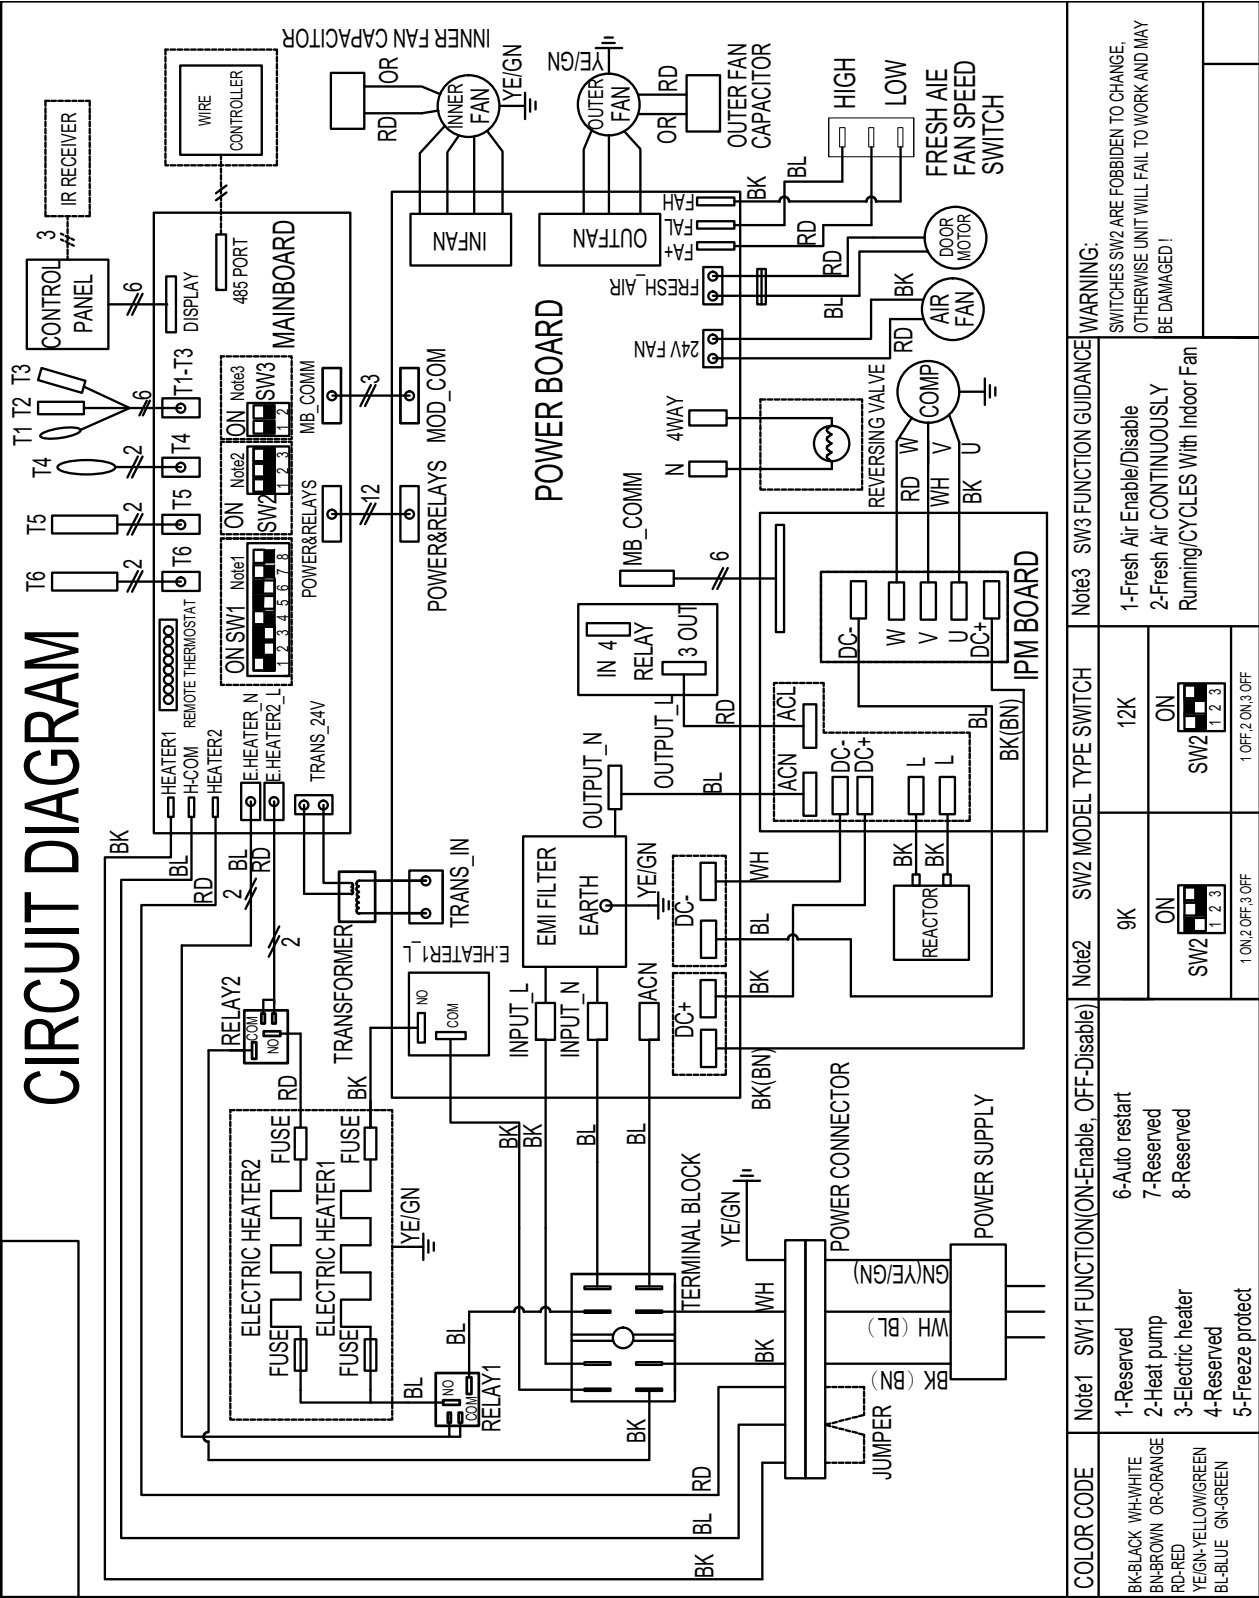 CIRCUIT DIAGRAM
T6
T5
T4
T1 T2 T3
CONTROL
PANEL
IR RECEIVER
3
WIRE
CONTROLLER
2
2
2
6
6
REMOTE THERMOSTAT
T6
T5
T4
T1-T3
DISPLAY
485 PORT
MAINBOARD
HEATER1
H-COM
HEATER2
E.HEATER_N
E.HEATER2_L
TRANS_24V
ON SW1 Note1
1 2 3 4 5 6 7 8
ON Note2
SW2 1 2 3
ON Note3
SW3
1 2
POWER&RELAYS
MB_COMM
12
3
POWER&RELAYS
MOD_COM
BK
BL
RD
2
BL
RD
2
RELAY2
COM
NO
TRANSFORMER
TRANS_IN
E.HEATER1_L
NO
COM
RD
BK
ELECTRIC HEATER2
FUSE
FUSE
ELECTRIC HEATER1
FUSE
FUSE
YE/GN
BL
NO
COM
RELAY1
BL
BK
BK
BK
BL
BL
TERMINAL BLOCK
INPUT_L
INPUT_N
ACN
EMI FILTER
EARTH
YE/GN
OUTPUT_N
OUTPUT_L
BL
RD
IN 4
RELAY
3 OUT
MB_COMM
6
POWER BOARD
INNER FAN CAPACITOR
RD
OR
INNER
FAN
YE/GN
INFAN
OUTFAN
OUTER
FAN
YE/GN
OR
RD
OUTER FAN
CAPACITOR
FAH
FAL
FA+
FRESH_AIR
24V FAN
BK
BL
RD
HIGH
LOW
FRESH AIE
FAN SPEED
SWITCH
BL
RD
DOOR
MOTOR
RD
BK
AIR
FAN
N
4WAY
REVERSING VALVE
COMP
RD W
WH V
BK U
IPM BOARD
DC-
W
V
U
DC+
ACN
ACL
DC-
DC+
L
L
BL
BK(BN)
BK
BK
REACTOR
DC+
DC-
WH
BL
BK
BK(BN)
YE/GN
WH
BK
POWER CONNECTOR
GN(YE/GN)
WH (BL)
BK (BN)
POWER SUPPLY
JUMPER
RD
BL
BK
COLOR CODE
BK-BLACK WH-WHITE
BN-BROWN OR-ORANGE
RD-RED
YE/GN-YELLOW/GREEN
BL-BLUE GN-GREEN
Note1 SW1 FUNCTION(ON-Enable, OFF-Disable)
1-Reserved
2-Heat pump
3-Electric heater
4-Reserved
5-Freeze protect
6-Auto restart
7-Reserved
8-Reserved
Note2 SW2 MODEL TYPE SWITCH
9K
12K
ON
SW2 1 2 3
1 ON,2 OFF,3 OFF
ON
SW2 1 2 3
1 OFF,2 ON,3 OFF
Note3 SW3 FUNCTION GUIDANCE
1-Fresh Air Enable/Disable
2-Fresh Air CONTINUOUSLY
Running/CYCLES With Indoor Fan
WARNING:
SWITCHES SW2 ARE FOBBIDEN TO CHANGE,
OTHERWISE UNIT WILL FAIL TO WORK AND MAY
BE DAMAGED !